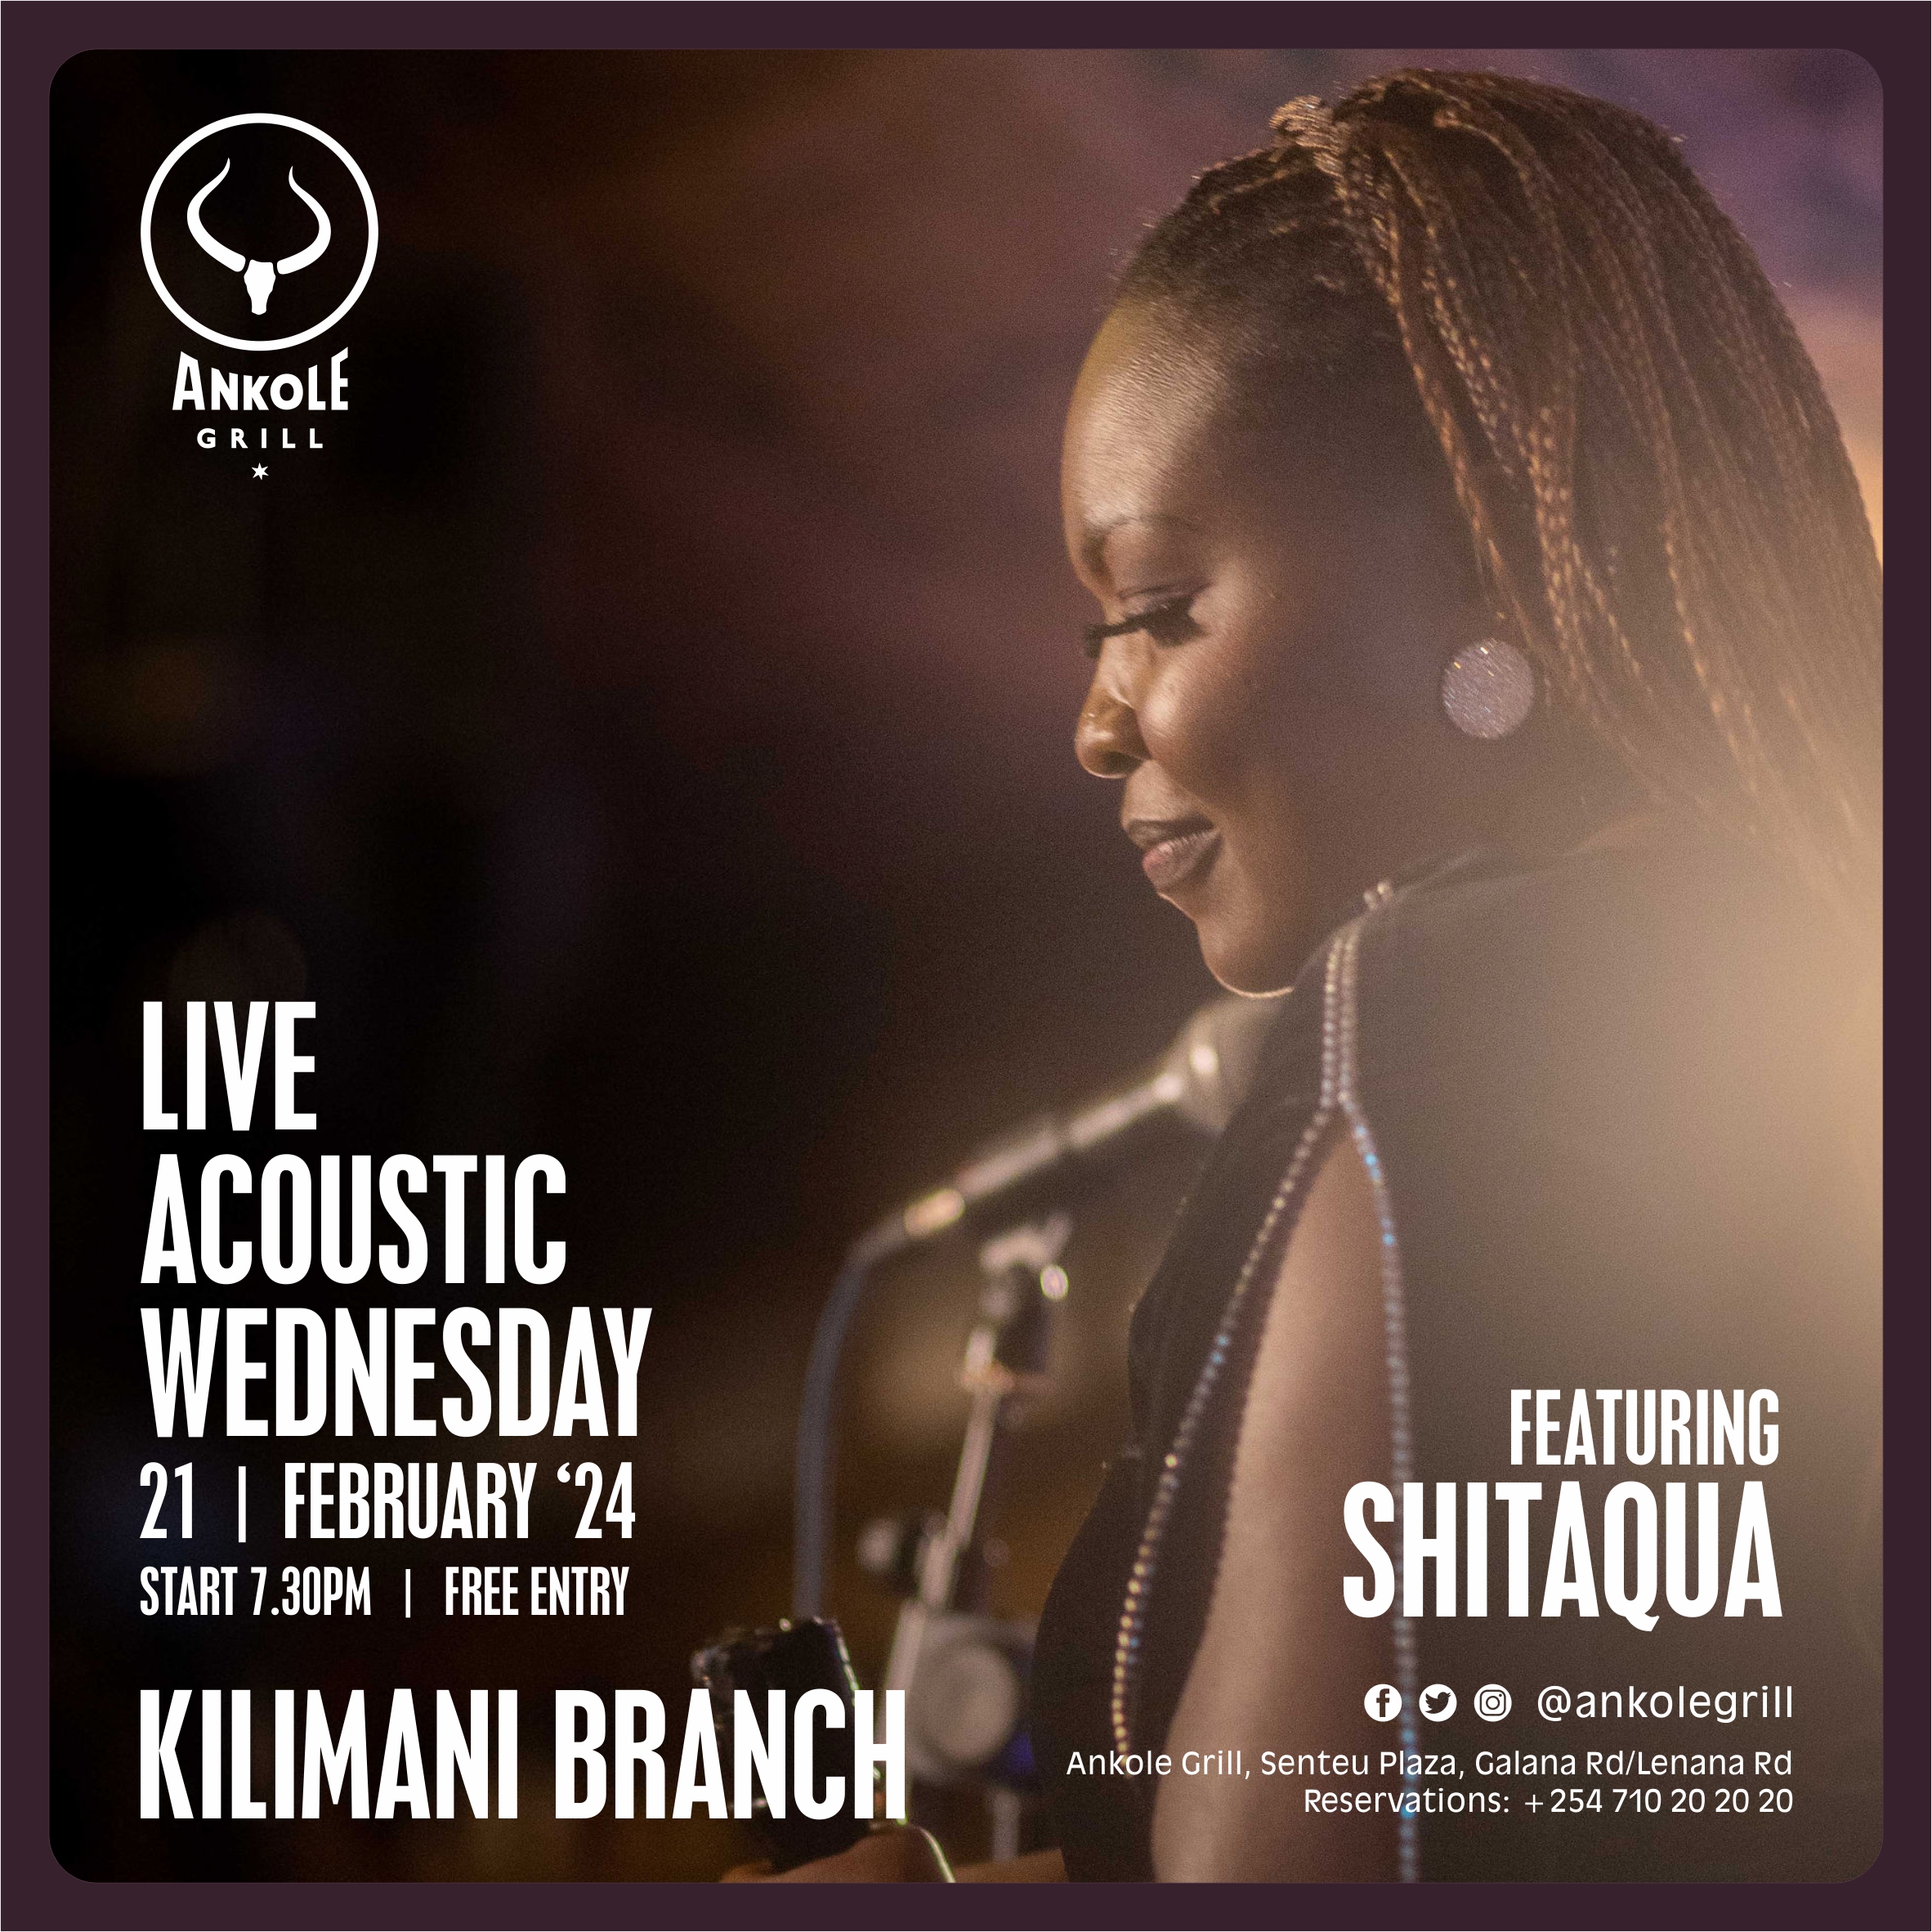 ANKOLE
GRILL
LIVE
ACOUSTIC
WEDNESDAY
21 | FEBRUARY ‘24
START 7.30PM | FREE ENTRY
KILIMANI BRANCH
FEATURING
SHITAQUA
@ankolegrill
Ankole Grill, Senteu Plaza, Galana Rd/Lenana Rd
Reservations: +254 710 20 20 20